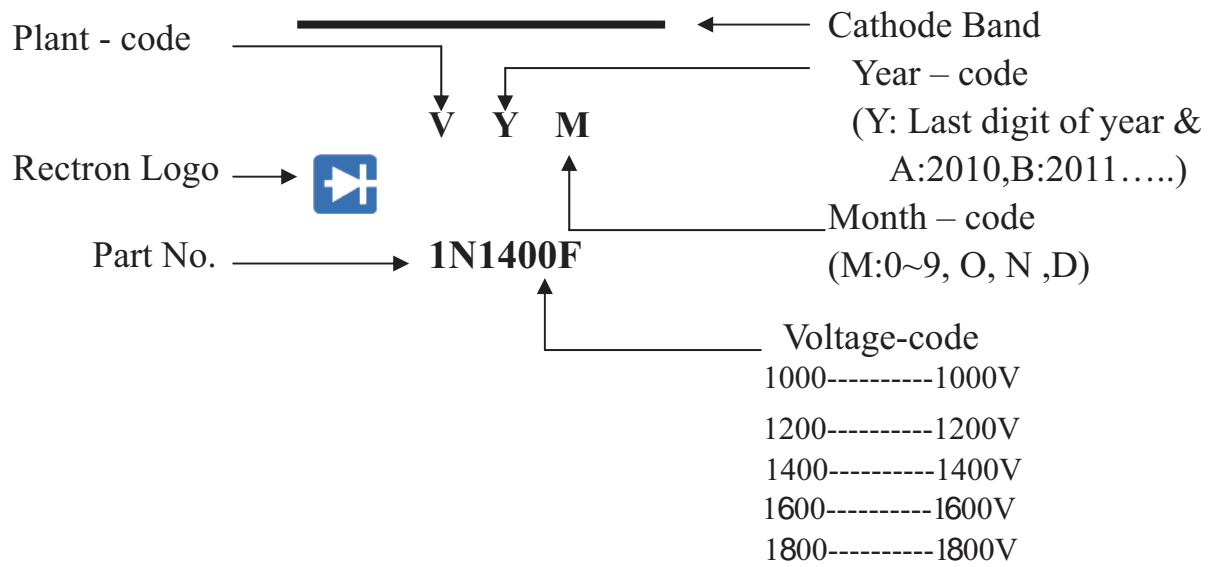 Plant - code
Cathode Band
Year – code
(Y: Last digit of year &
A:2010,B:2011…..)
V Y M
Rectron Logo
Month – code
(M:0~9, O, N ,D)
Part No.
1N1400F
Voltage-code
1000----------1000V
1200----------1200V
1400----------1400V
1600----------1600V
1800----------1800V